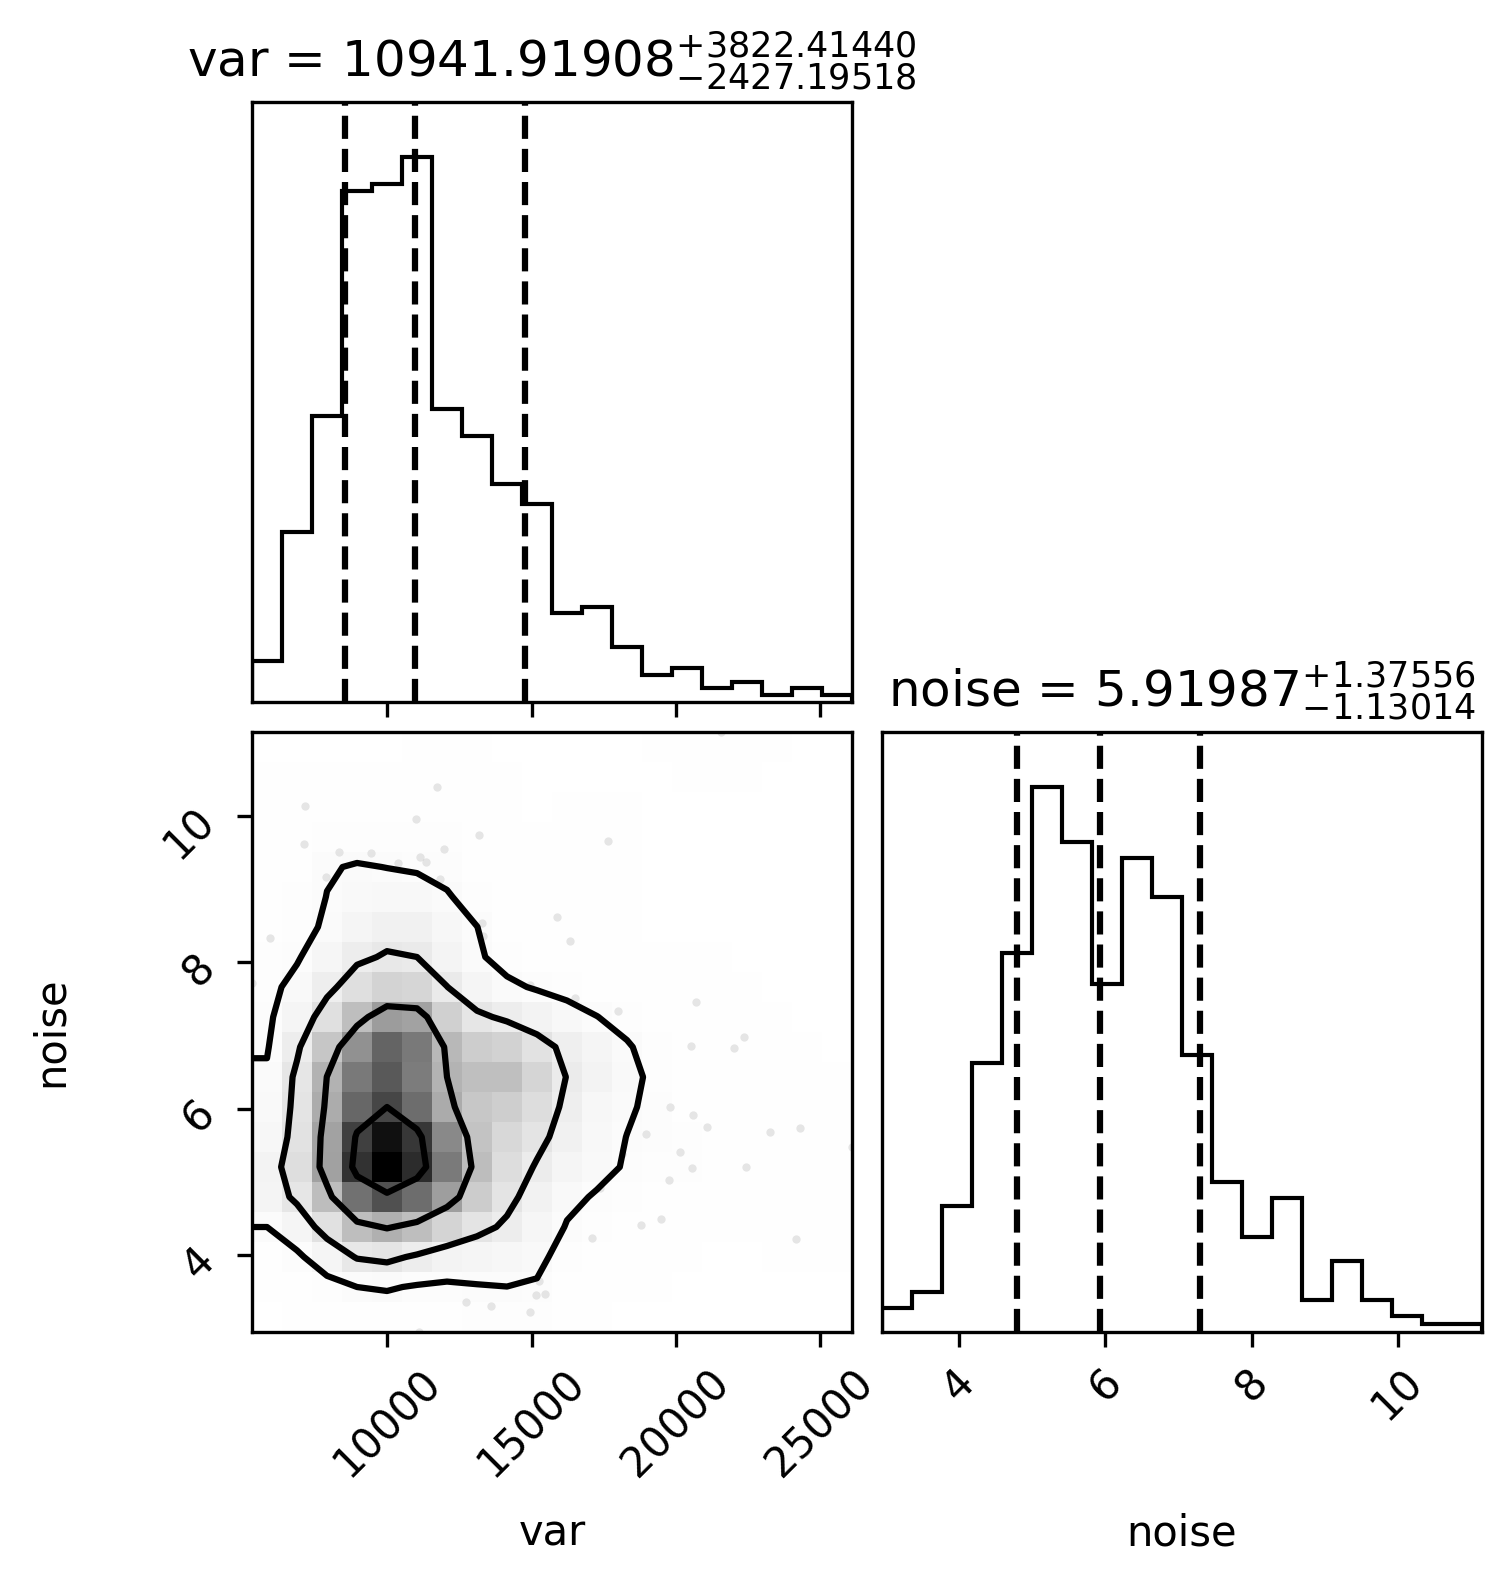 var = 10941.91908 +3822.41440 −2427.19518
noise = 5.91987 +1.37556 −1.13014
10
8
6
4
noise
10000 15000 20000 25000
4 6 8 10
var
noise